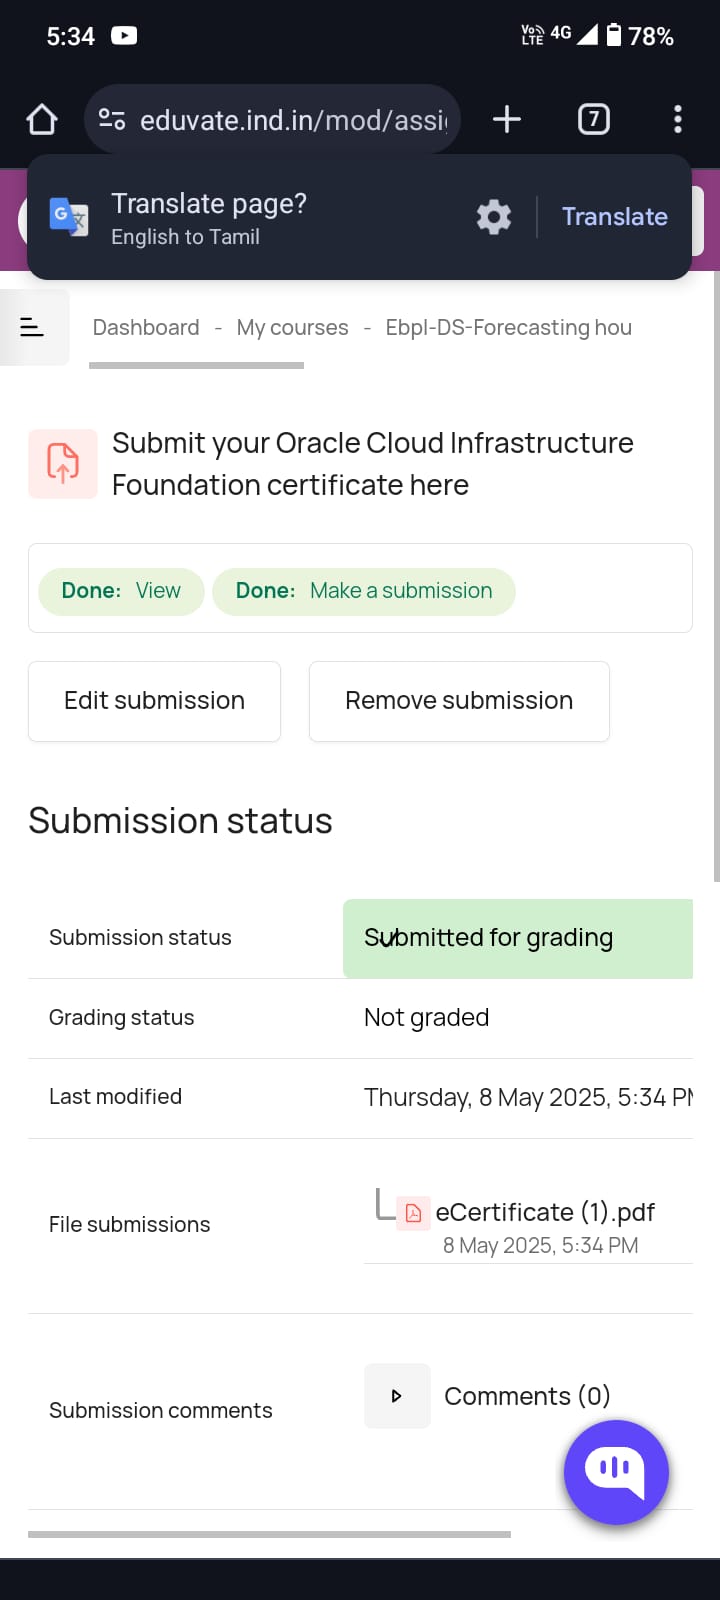 5:34
Vo LTE 4G 78%
eduvate.ind.in/mod/assi
7
Translate page?
English to Tamil
Translate
Dashboard - My courses - Ebpl-DS-Forecasting hou
Submit your Oracle Cloud Infrastructure
Foundation certificate here
Done: View Done: Make a submission
Edit submission Remove submission
Submission status
Submission status Submitted for grading
Grading status Not graded
Last modified Thursday, 8 May 2025, 5:34 PM
File submissions eCertificate (1).pdf
8 May 2025, 5:34 PM
Submission comments Comments (0)